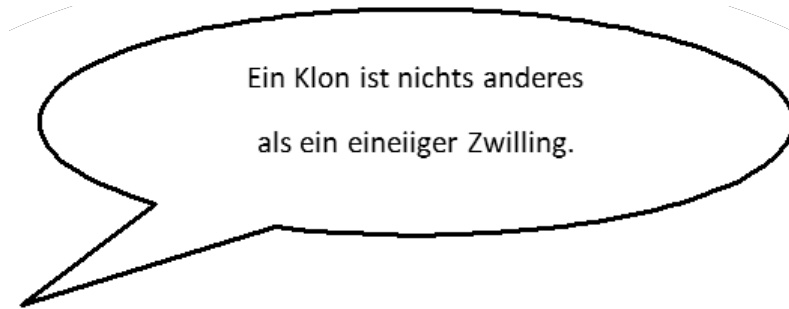 Ein Klon ist nichts anderes
als ein eineiiger Zwilling.